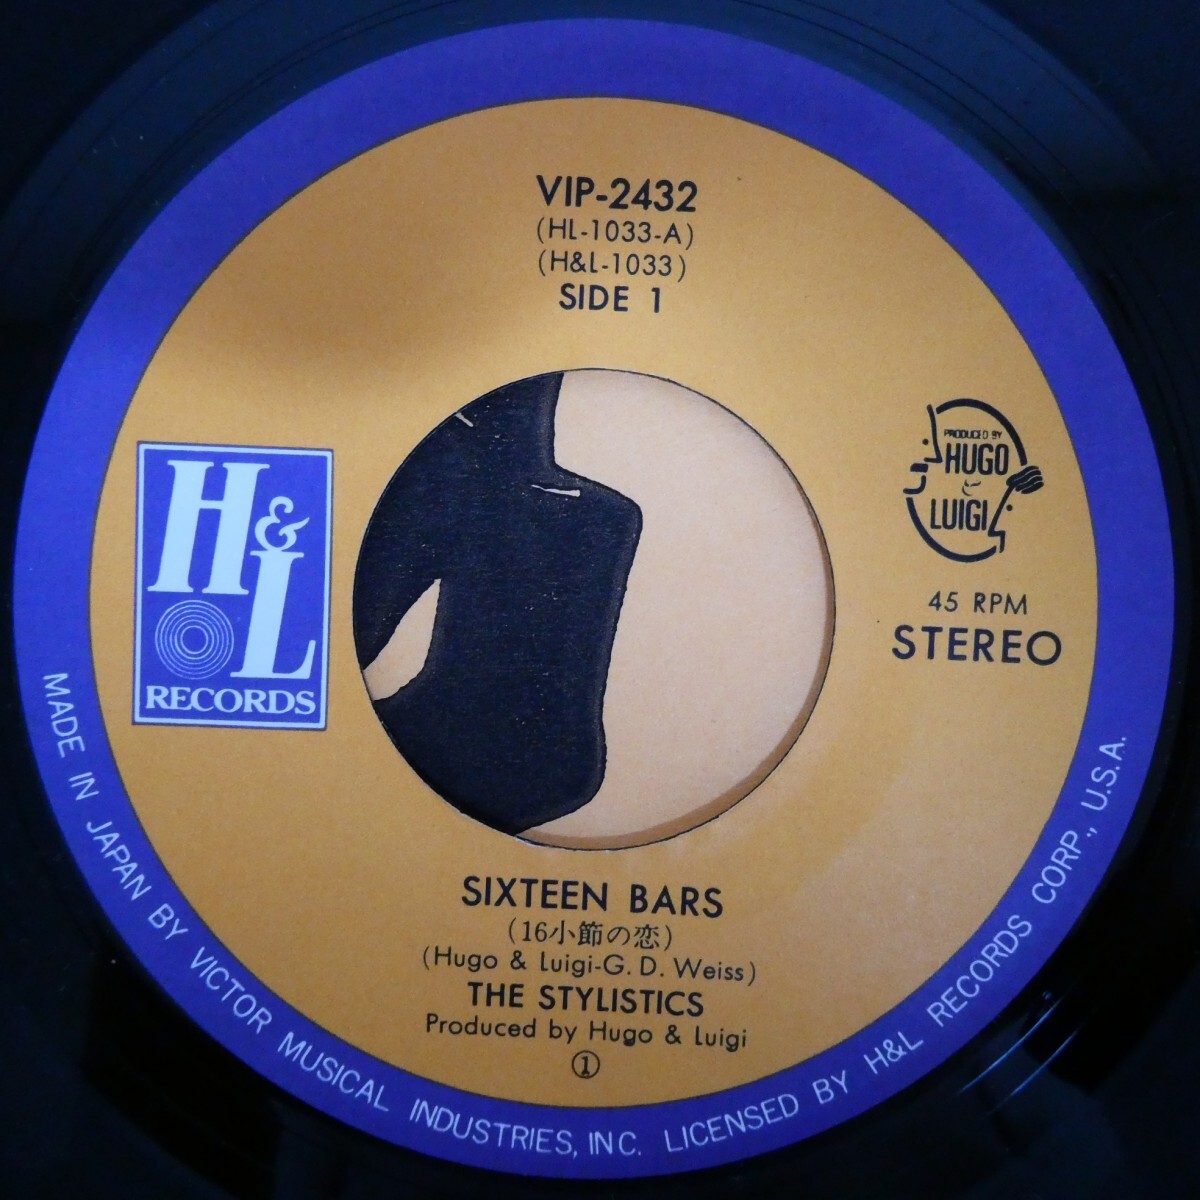 VIP-2432
(HL-1033-A)
(H&L-1033)
SIDE 1
H&L
RECORDS
PRODUCED BY
HUGO
&
LUIGI
45 RPM
STEREO
SIXTEEN BARS
(16小節の恋)
(Hugo & Luigi-G. D. Weiss)
THE STYLISTICS
Produced by Hugo & Luigi
①
MADE IN JAPAN BY VICTOR MUSICAL INDUSTRIES, INC. LICENSED BY H&L RECORDS CORP., U.S.A.